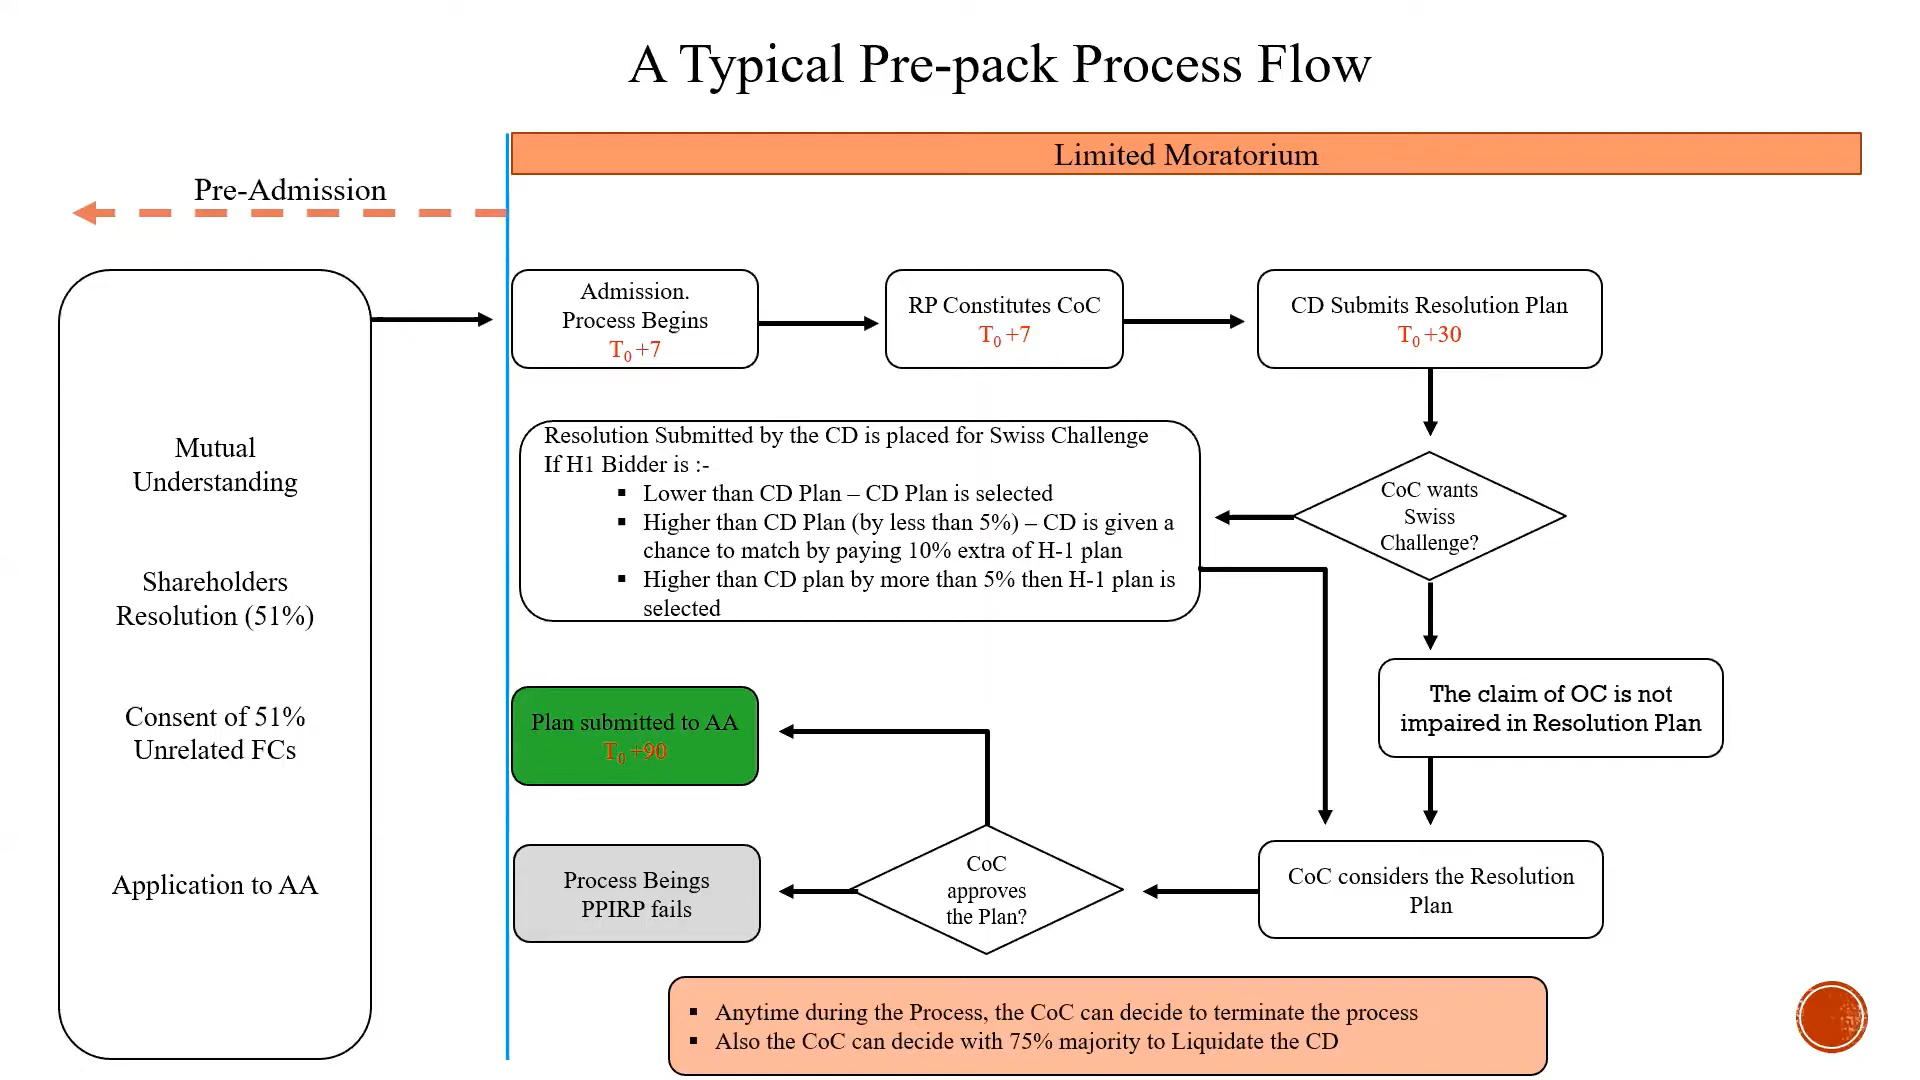 A Typical Pre-pack Process Flow
Limited Moratorium
Pre-Admission
Mutual
Understanding
Shareholders
Resolution (51%)
Consent of 51%
Unrelated FCs
Application to AA
Admission.
Process Begins
T₀ +7
RP Constitutes CoC
T₀ +7
CD Submits Resolution Plan
T₀ +30
Resolution Submitted by the CD is placed for Swiss Challenge
If H1 Bidder is :-
▪ Lower than CD Plan – CD Plan is selected
▪ Higher than CD Plan (by less than 5%) – CD is given a
chance to match by paying 10% extra of H-1 plan
▪ Higher than CD plan by more than 5% then H-1 plan is
selected
CoC wants
Swiss
Challenge?
The claim of OC is not
impaired in Resolution Plan
Plan submitted to AA
T₀ +90
Process Beings
PPIRP fails
CoC
approves
the Plan?
CoC considers the Resolution
Plan
▪ Anytime during the Process, the CoC can decide to terminate the process
▪ Also the CoC can decide with 75% majority to Liquidate the CD